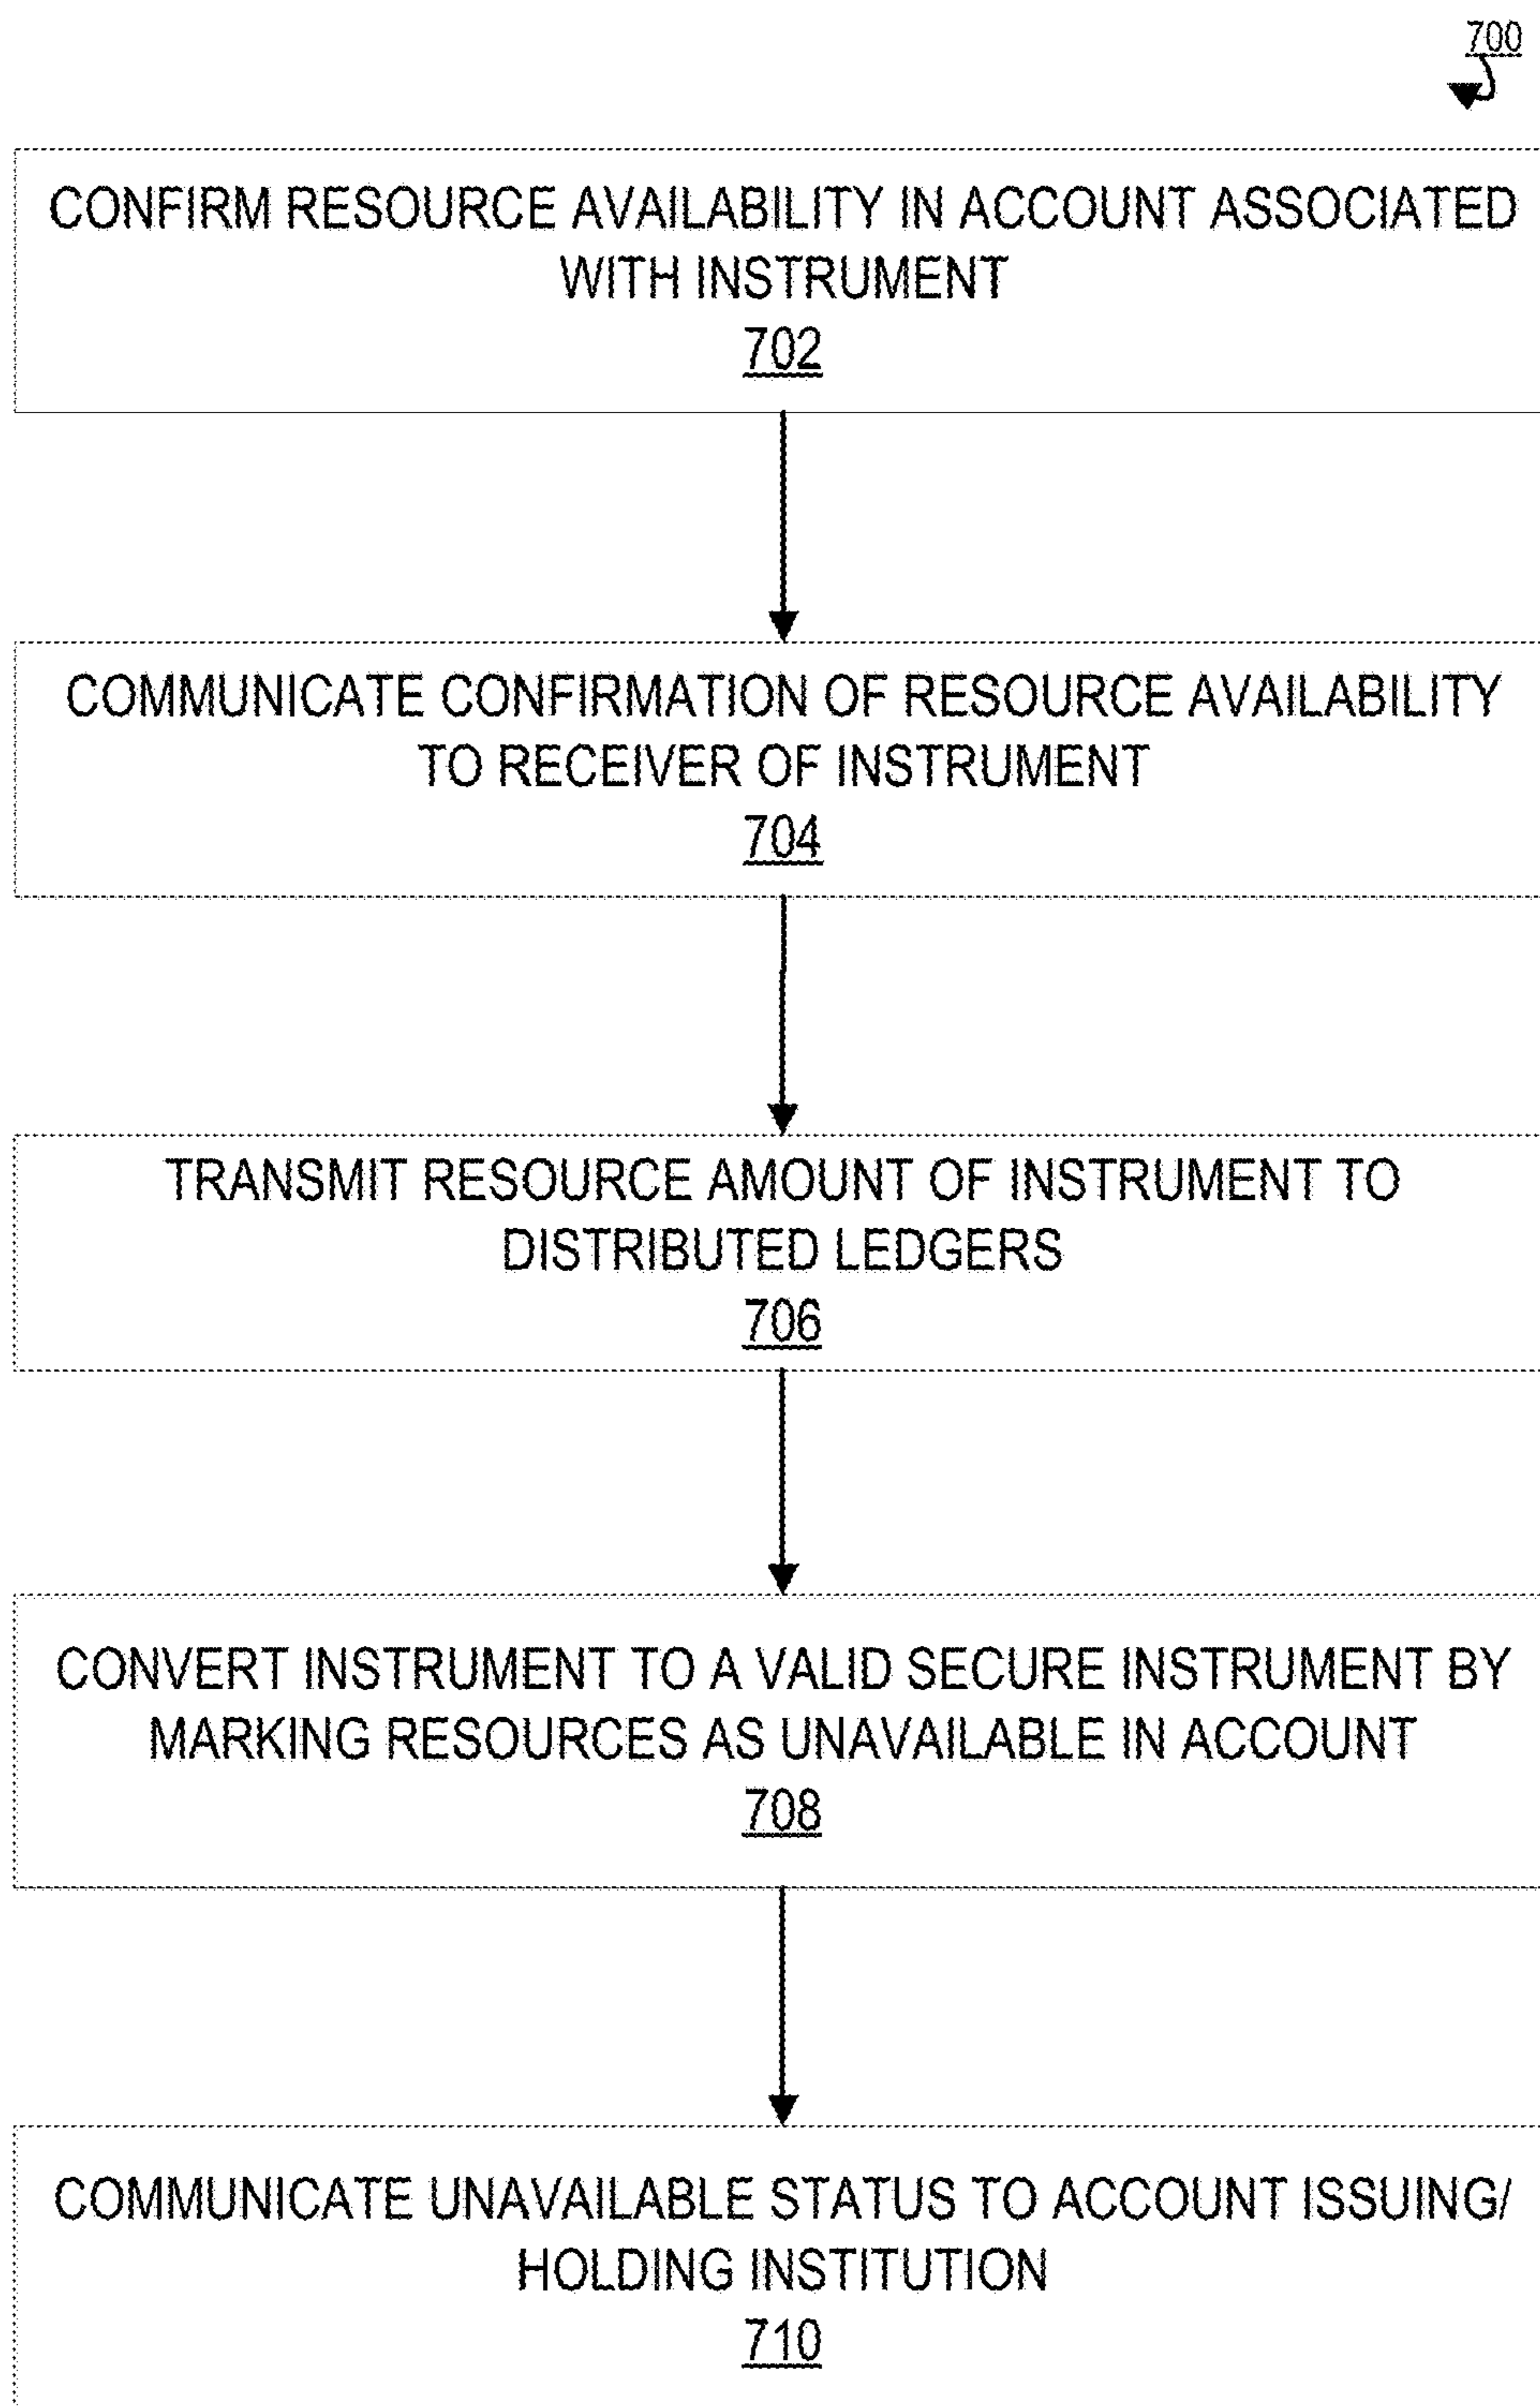 700
CONFIRM RESOURCE AVAILABILITY IN ACCOUNT ASSOCIATED
WITH INSTRUMENT
702
COMMUNICATE CONFIRMATION OF RESOURCE AVAILABILITY
TO RECEIVER OF INSTRUMENT
704
TRANSMIT RESOURCE AMOUNT OF INSTRUMENT TO
DISTRIBUTED LEDGERS
706
CONVERT INSTRUMENT TO A VALID SECURE INSTRUMENT BY
MARKING RESOURCES AS UNAVAILABLE IN ACCOUNT
708
COMMUNICATE UNAVAILABLE STATUS TO ACCOUNT ISSUING/
HOLDING INSTITUTION
710